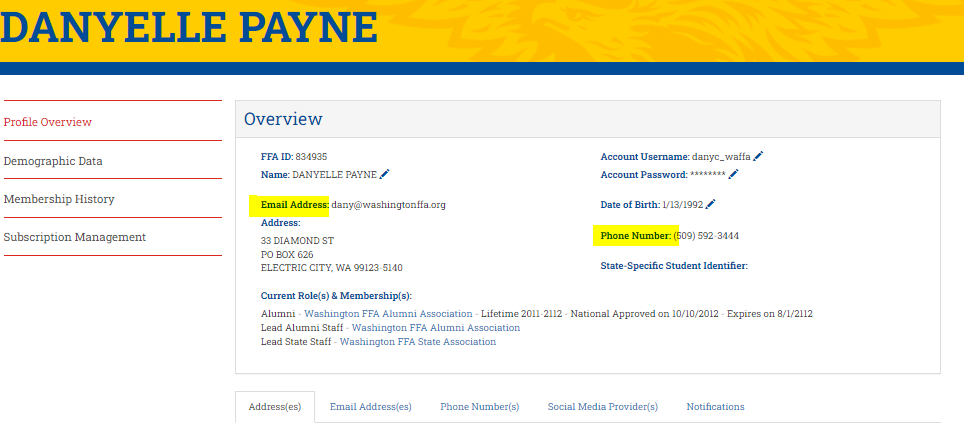 DANYELLE PAYNE
Profile Overview
Demographic Data
Membership History
Subscription Management
Overview
FFA ID: 834935
Name: DANYELLE PAYNE
Email Address: dany@washingtonffa.org
Address:
33 DIAMOND ST
PO BOX 626
ELECTRIC CITY, WA 99123-5140
Account Username: danyc_waffa
Account Password: ********
Date of Birth: 1/13/1992
Phone Number: (509) 592-3444
State-Specific Student Identifier:
Current Role(s) & Membership(s):
Alumni - Washington FFA Alumni Association - Lifetime 2011-2112 - National Approved on 10/10/2012 - Expires on 8/1/2112
Lead Alumni Staff - Washington FFA Alumni Association
Lead State Staff - Washington FFA State Association
Address(es) Email Address(es) Phone Number(s) Social Media Provider(s) Notifications